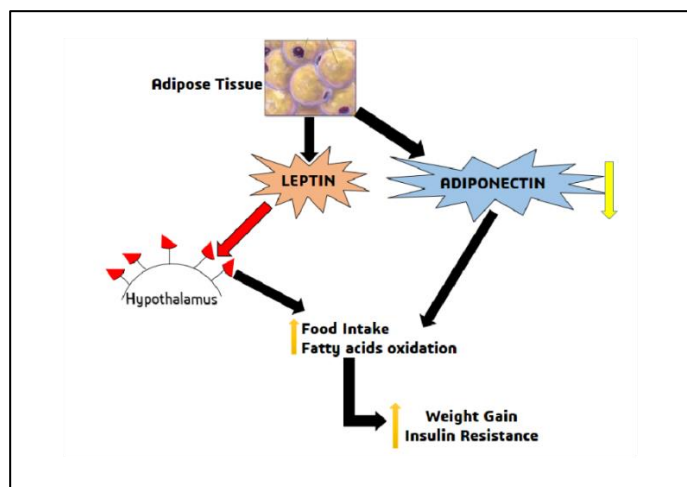 Adipose Tissue
LEPTIN
ADIPONECTIN
Hypothalamus
Food Intake
Fatty acids oxidation
Weight Gain
Insulin Resistance